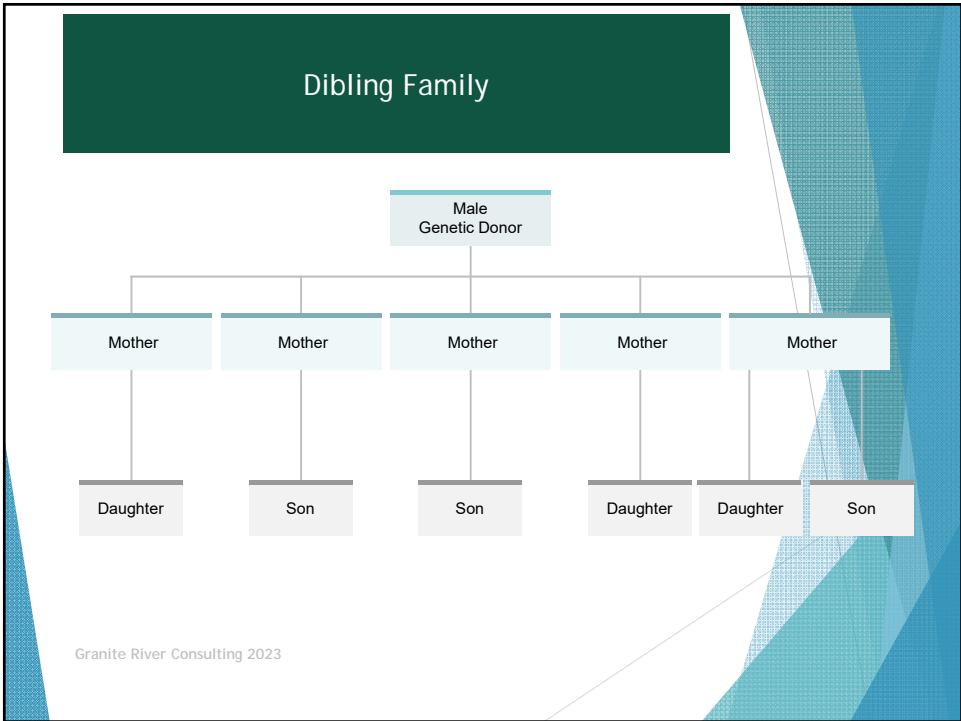 Dibling Family
Male
Genetic Donor
Mother
Mother
Mother
Mother
Mother
Daughter
Son
Son
Daughter
Daughter
Son
Granite River Consulting 2023